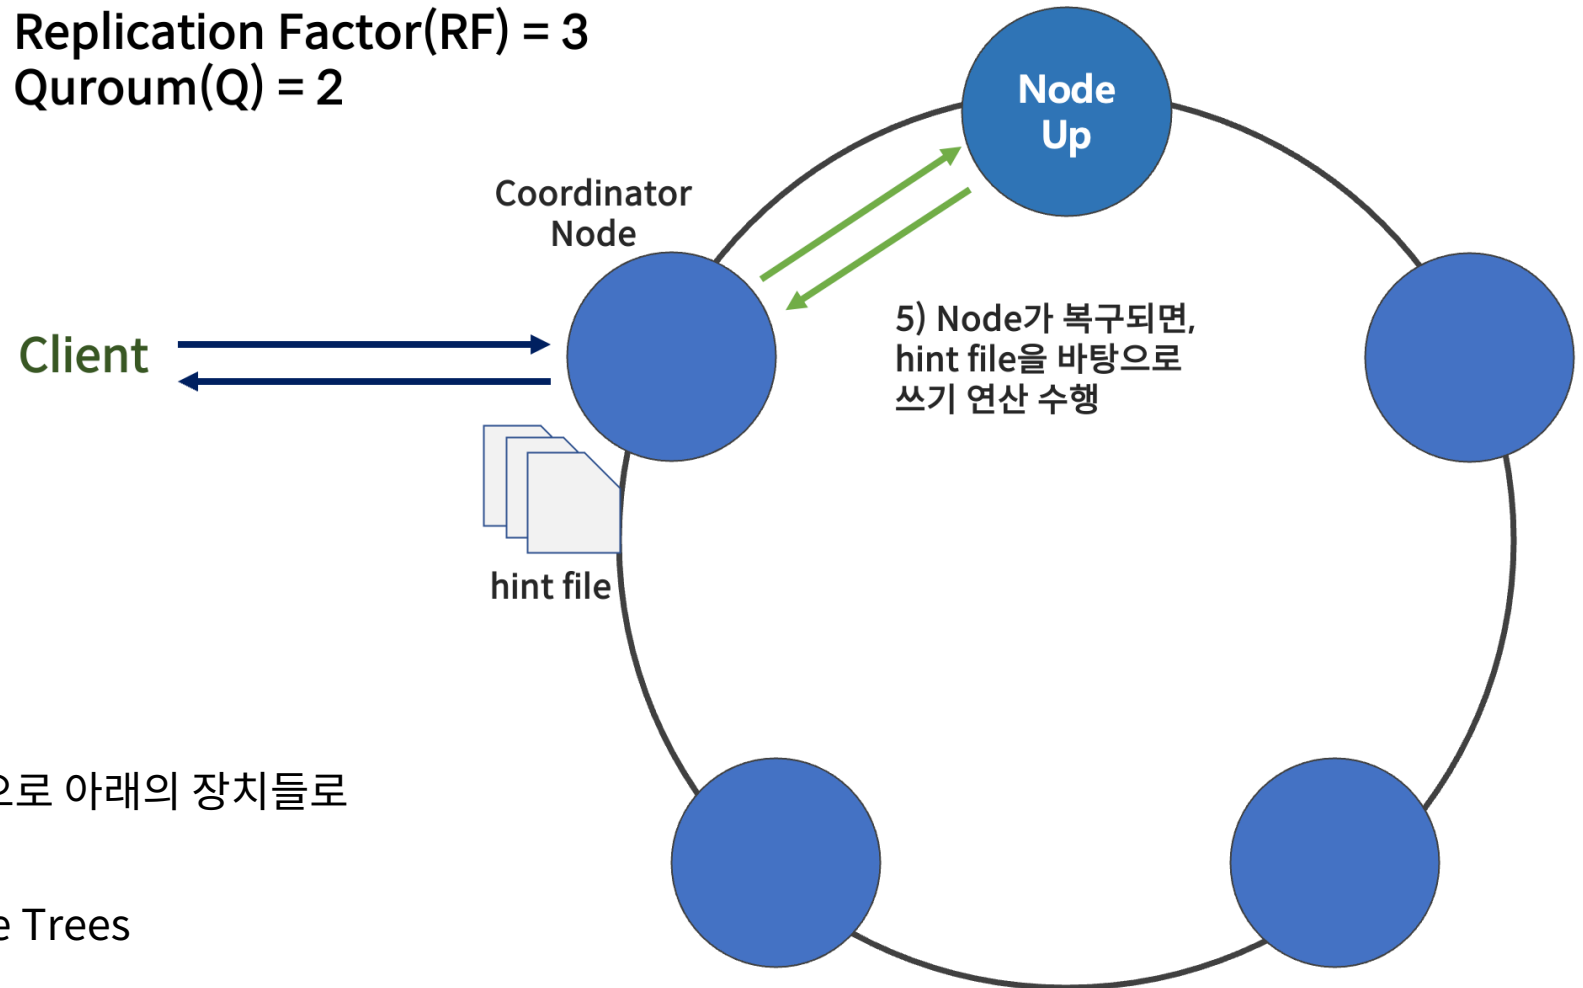 Replication Factor(RF) = 3
Quroum(Q) = 2
Node
Up
Coordinator
Node
Client
5) Node가 복구되면,
hint file을 바탕으로
쓰기 연산 수행
hint file
으로 아래의 장치들로
e Trees